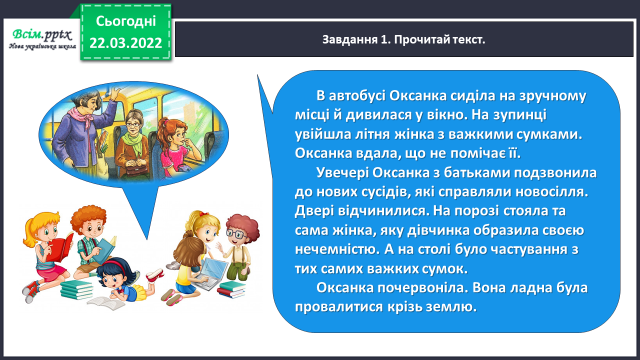 Всім.pptx
Нова українська школа
Сьогодні
22.03.2022
Завдання 1. Прочитай текст.
В автобусі Оксанка сиділа на зручному
місці й дивилася у вікно. На зупинці
увійшла літня жінка з важкими сумками.
Оксанка вдала, що не помічає її.
Увечері Оксанка з батьками подзвонила
до нових сусідів, які справляли новосілля.
Двері відчинилися. На порозі стояла та
сама жінка, яку дівчинка образила своєю
нечемністю. А на столі було частування з
тих самих важких сумок.
Оксанка почервоніла. Вона ладна була
провалитися крізь землю.